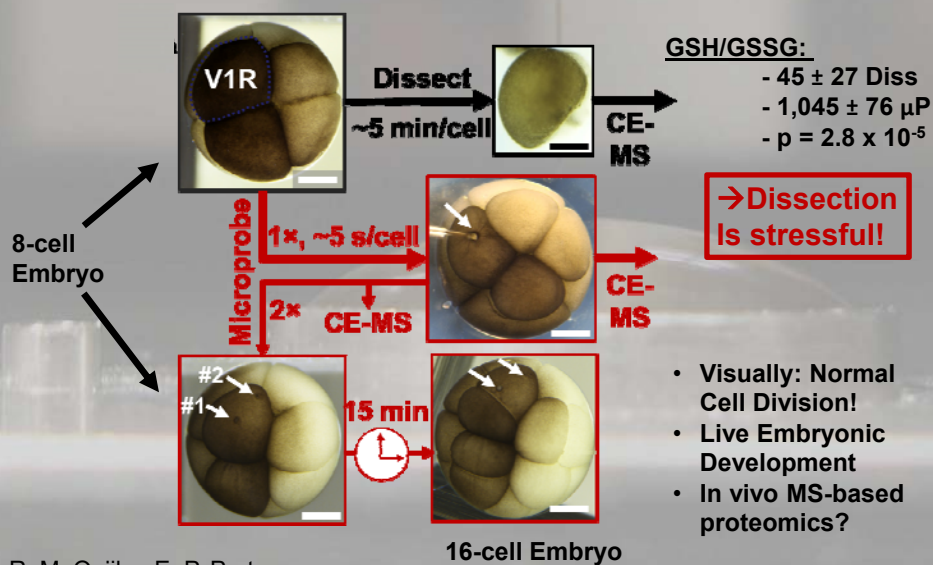 V1R
Dissect
~5 min/cell
CE-
MS
GSH/GSSG:
- 45 ± 27 Diss
- 1,045 ± 76 µP
- p = 2.8 x 10⁻⁵
→Dissection
Is stressful!
8-cell
Embryo
Microprobe
1×, ~5 s/cell
2×
CE-MS
CE-
MS
#2
#1
15 min
16-cell Embryo
• Visually: Normal
Cell Division!
• Live Embryonic
Development
• In vivo MS-based
proteomics?